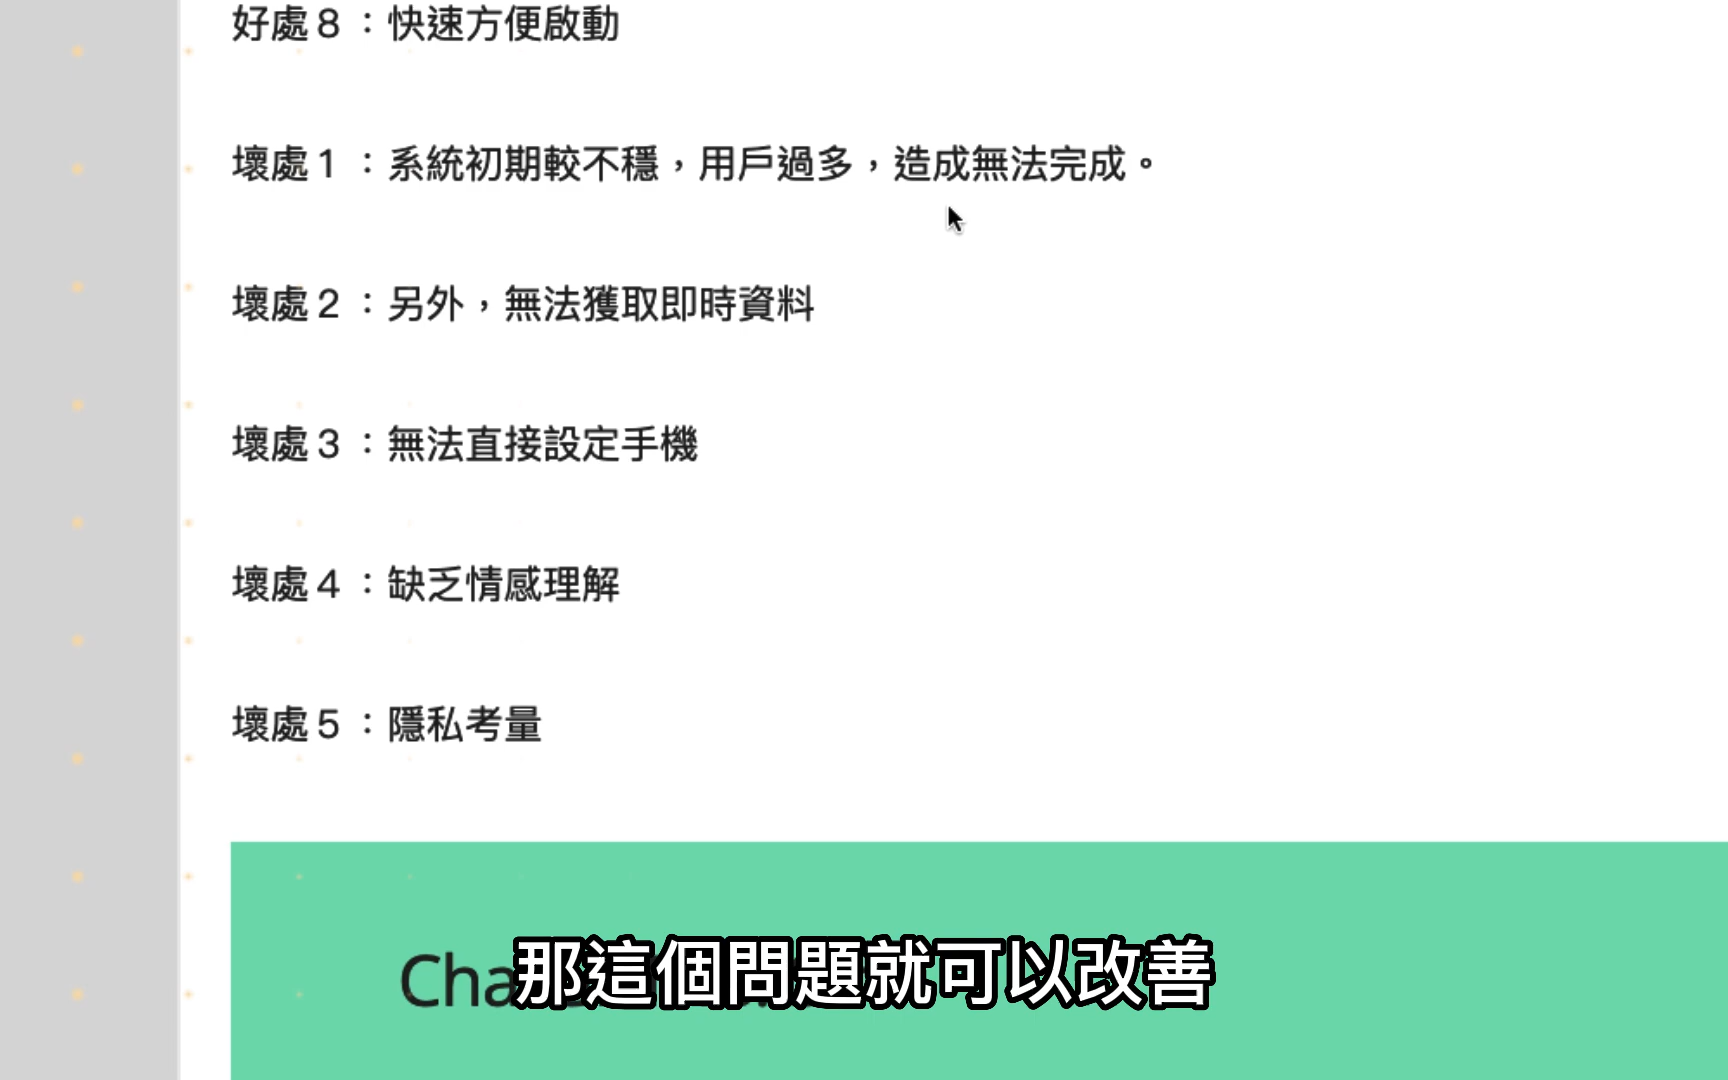 好處 8 ：快速方便啟動
壞處 1 ：系統初期較不穩，用戶過多，造成無法完成。
壞處 2 ：另外，無法獲取即時資料
壞處 3 ：無法直接設定手機
壞處 4 ：缺乏情感理解
壞處 5 ：隱私考量
Cha
那這個問題就可以改善